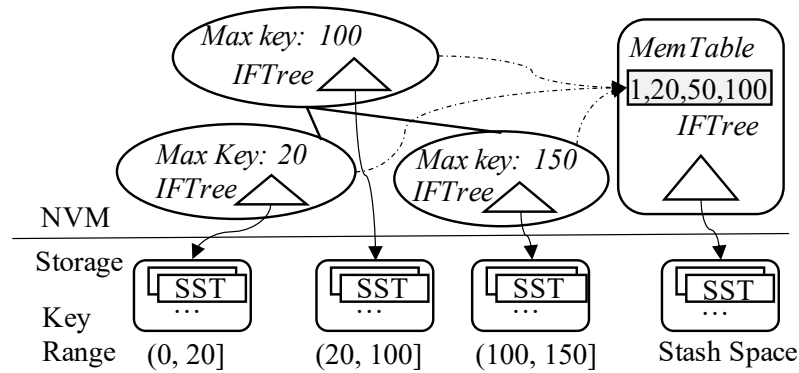 Max key: 100
IFTree
MemTable
1,20,50,100
IFTree
Max Key: 20
IFTree
Max key: 150
IFTree
NVM
Storage
SST
...
SST
...
SST
...
SST
...
Key
Range
(0, 20]
(20, 100]
(100, 150]
Stash Space